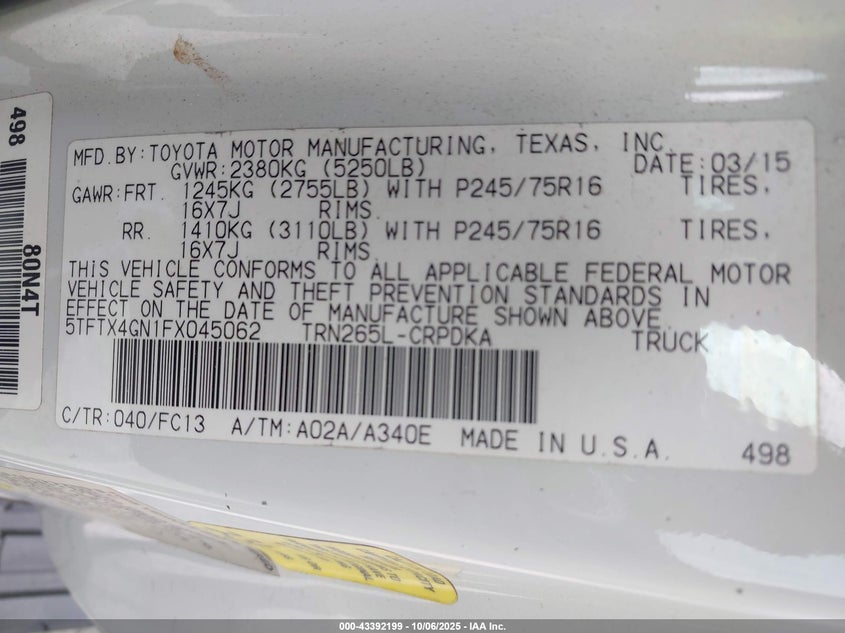 498
80N4T
MFD.BY:TOYOTA MOTOR MANUFACTURING, TEXAS, INC.
GVWR:2380KG (5250LB) DATE:03/15
GAWR:FRT. 1245KG (2755LB) WITH P245/75R16 TIRES,
16X7J RIMS
RR. 1410KG (3110LB) WITH P245/75R16 TIRES,
16X7J RIMS
THIS VEHICLE CONFORMS TO ALL APPLICABLE FEDERAL MOTOR
VEHICLE SAFETY AND THEFT PREVENTION STANDARDS IN
EFFECT ON THE DATE OF MANUFACTURE SHOWN ABOVE.
5TFTX4GN1FX045062 TRN265L-CRPDKA TRUCK
C/TR:040/FC13 A/TM:A02A/A340E MADE IN U.S.A. 498
000-43392199 - 10/06/2025 - IAA Inc.